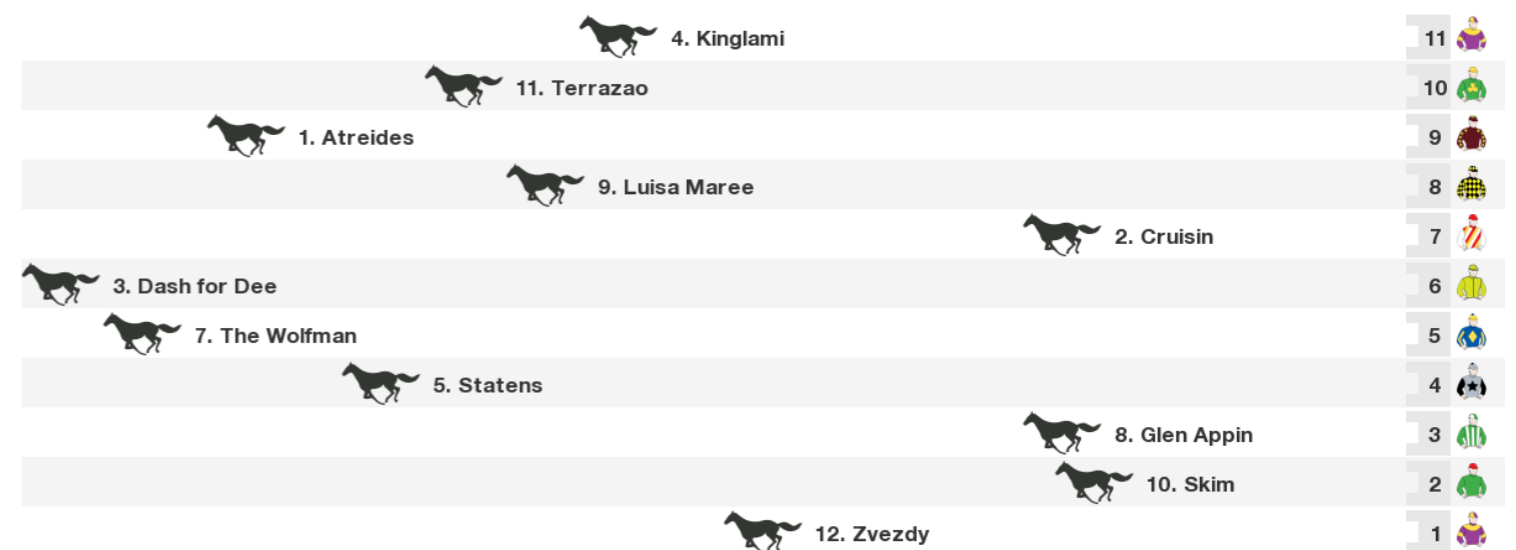 4. Kinglami 11
11. Terrazao 10
1. Atreides 9
9. Luisa Maree 8
2. Cruisin 7
3. Dash for Dee 6
7. The Wolfman 5
5. Statens 4
8. Glen Appin 3
10. Skim 2
12. Zvezdy 1